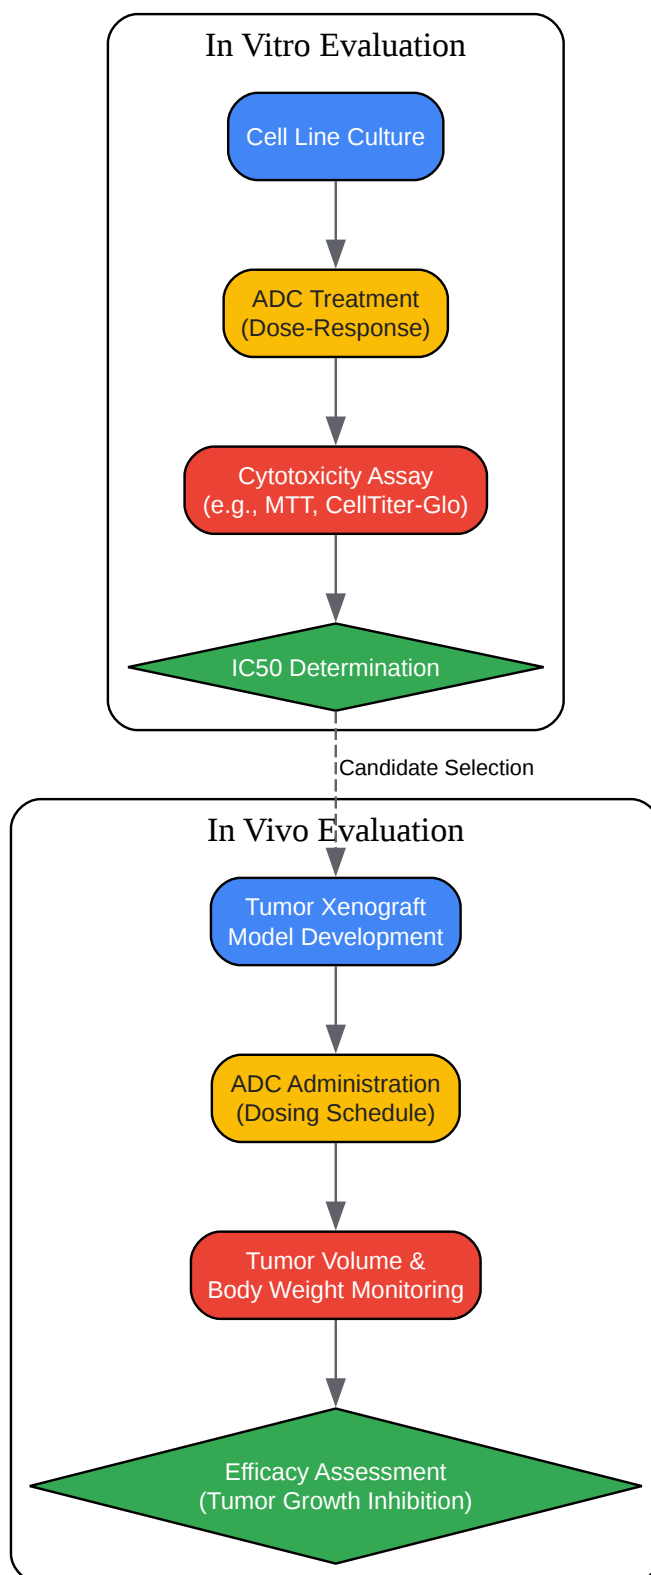 In Vitro Evaluation
Cell Line Culture
ADC Treatment
(Dose-Response)
Cytotoxicity Assay
(e.g., MTT, CellTiter-Glo)
IC50 Determination
Candidate Selection
In Vivo Evaluation
Tumor Xenograft
Model Development
ADC Administration
(Dosing Schedule)
Tumor Volume &
Body Weight Monitoring
Efficacy Assessment
(Tumor Growth Inhibition)